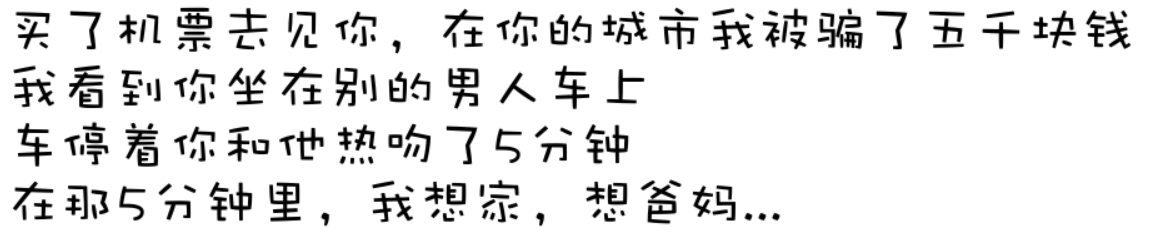 买了机票去见你，在你的城市我被骗了五千块钱
我看到你坐在别的男人车上
车停着你和他热吻了5分钟
在那5分钟里，我想家，想爸妈...